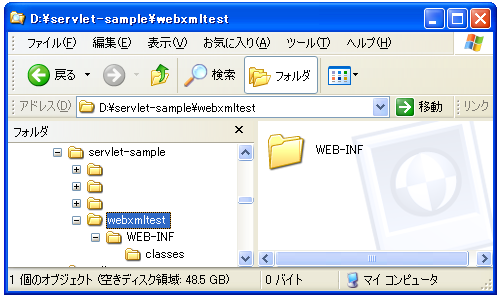 D:¥servlet-sample¥webxmltest
ファイル(F) 編集(E) 表示(V) お気に入り(A) ツール(T) ヘルプ(H)
戻る 検索 フォルダ
アドレス(D) D:¥servlet-sample¥webxmltest 移動 リンク
フォルダ
servlet-sample
webxmltest
WEB-INF
classes
WEB-INF
1 個のオブジェクト (空きディスク領域: 48.5 GB) 0 バイト マイ コンピュータ